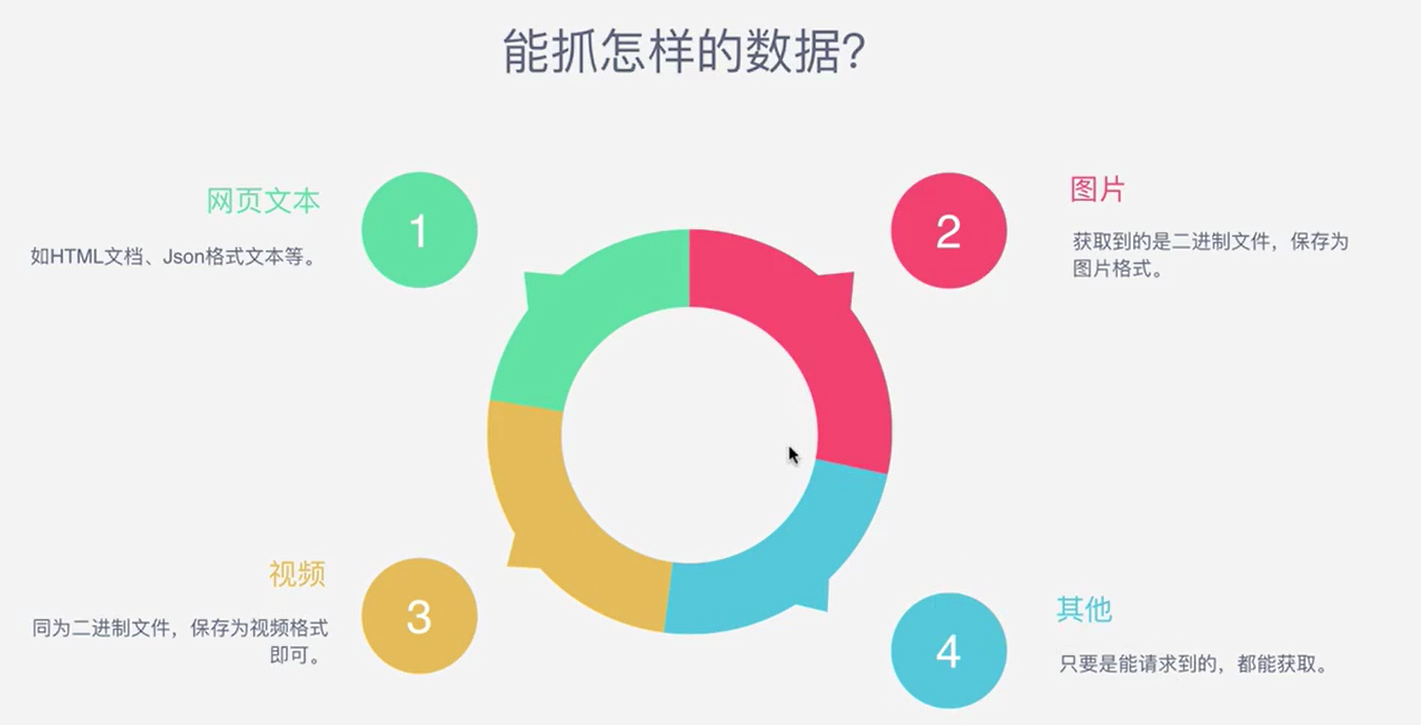 能抓怎样的数据?
网页文本
1
如HTML文档、Json格式文本等。
2
图片
获取到的是二进制文件，保存为
图片格式。
视频
3
同为二进制文件，保存为视频格式
即可。
4
其他
只要是能请求到的，都能获取。